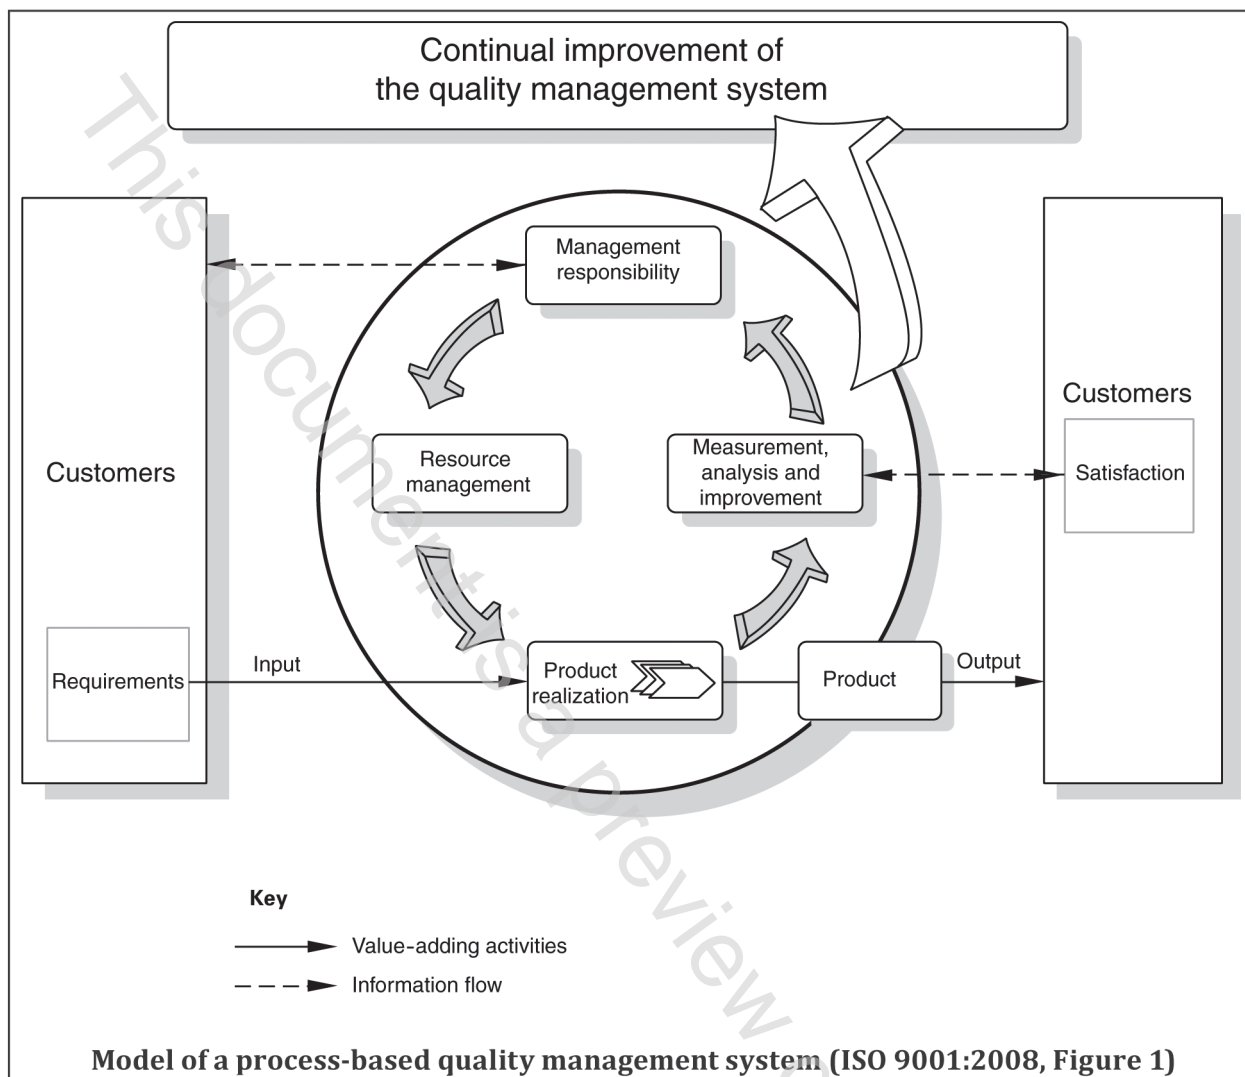 Continual improvement of
the quality management system
Management
responsibility
Customers
Resource
management
Measurement,
analysis and
improvement
Customers
Satisfaction
Requirements
Input
Product
realization
Product
Output
Key
Value-adding activities
Information flow
Model of a process-based quality management system (ISO 9001:2008, Figure 1)
This document is a preview